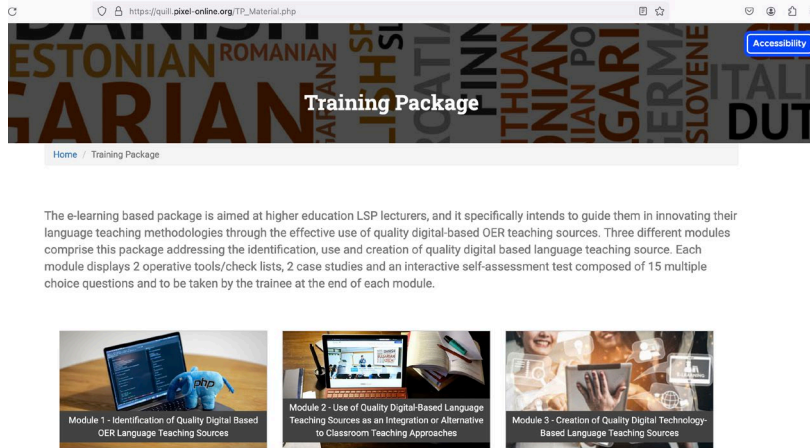 https://quill.pixel-online.org/TP_Material.php
Accessibility
DANISH
ESTONIAN
ROMANIAN
Training Package
DUT
Home / Training Package
The e-learning based package is aimed at higher education LSP lecturers, and it specifically intends to guide them in innovating their
language teaching methodologies through the effective use of quality digital-based OER teaching sources. Three different modules
comprise this package addressing the identification, use and creation of quality digital based language teaching source. Each
module displays 2 operative tools/check lists, 2 case studies and an interactive self-assessment test composed of 15 multiple
choice questions and to be taken by the trainee at the end of each module.
php
Module 1 - Identification of Quality Digital Based
OER Language Teaching Sources
Module 2 - Use of Quality Digital-Based Language
Teaching Sources as an Integration or Alternative
to Classroom Teaching Approaches
E-LEARNING
Module 3 - Creation of Quality Digital Technology-
Based Language Teaching Sources